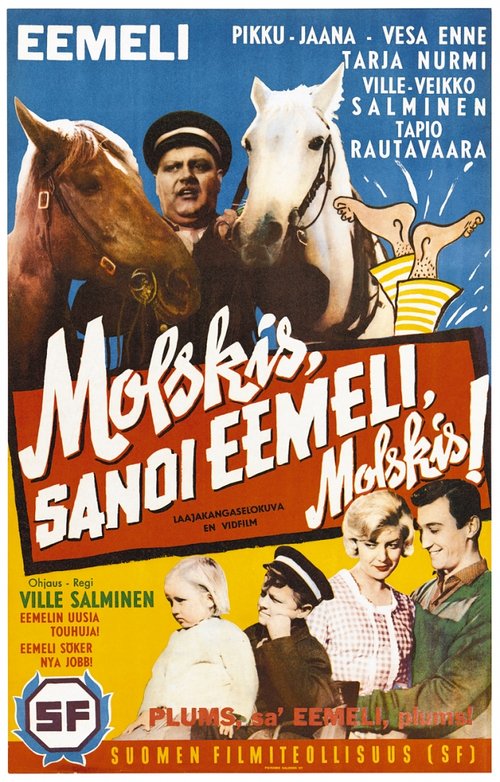 EEMELI
PIKKU-JAANA - VESA ENNE
TARJA NURMI
VILLE-VEIKKO
SALMINEN
TAPIO
RAUTAVAARA
Molskis,
SANOI EEMELI,
Molskis!
LAAJAKANGASELOKUVA
EN VIDFILM
Ohjaus - Regi
VILLE SALMINEN
EEMELIN UUSIA
TOUHUJA!
EEMELI SÖKER
NYA JOBB!
SF
PLUMS, sa' EEMELI, plums!
SUOMEN FILMITEOLLISUUS (SF)